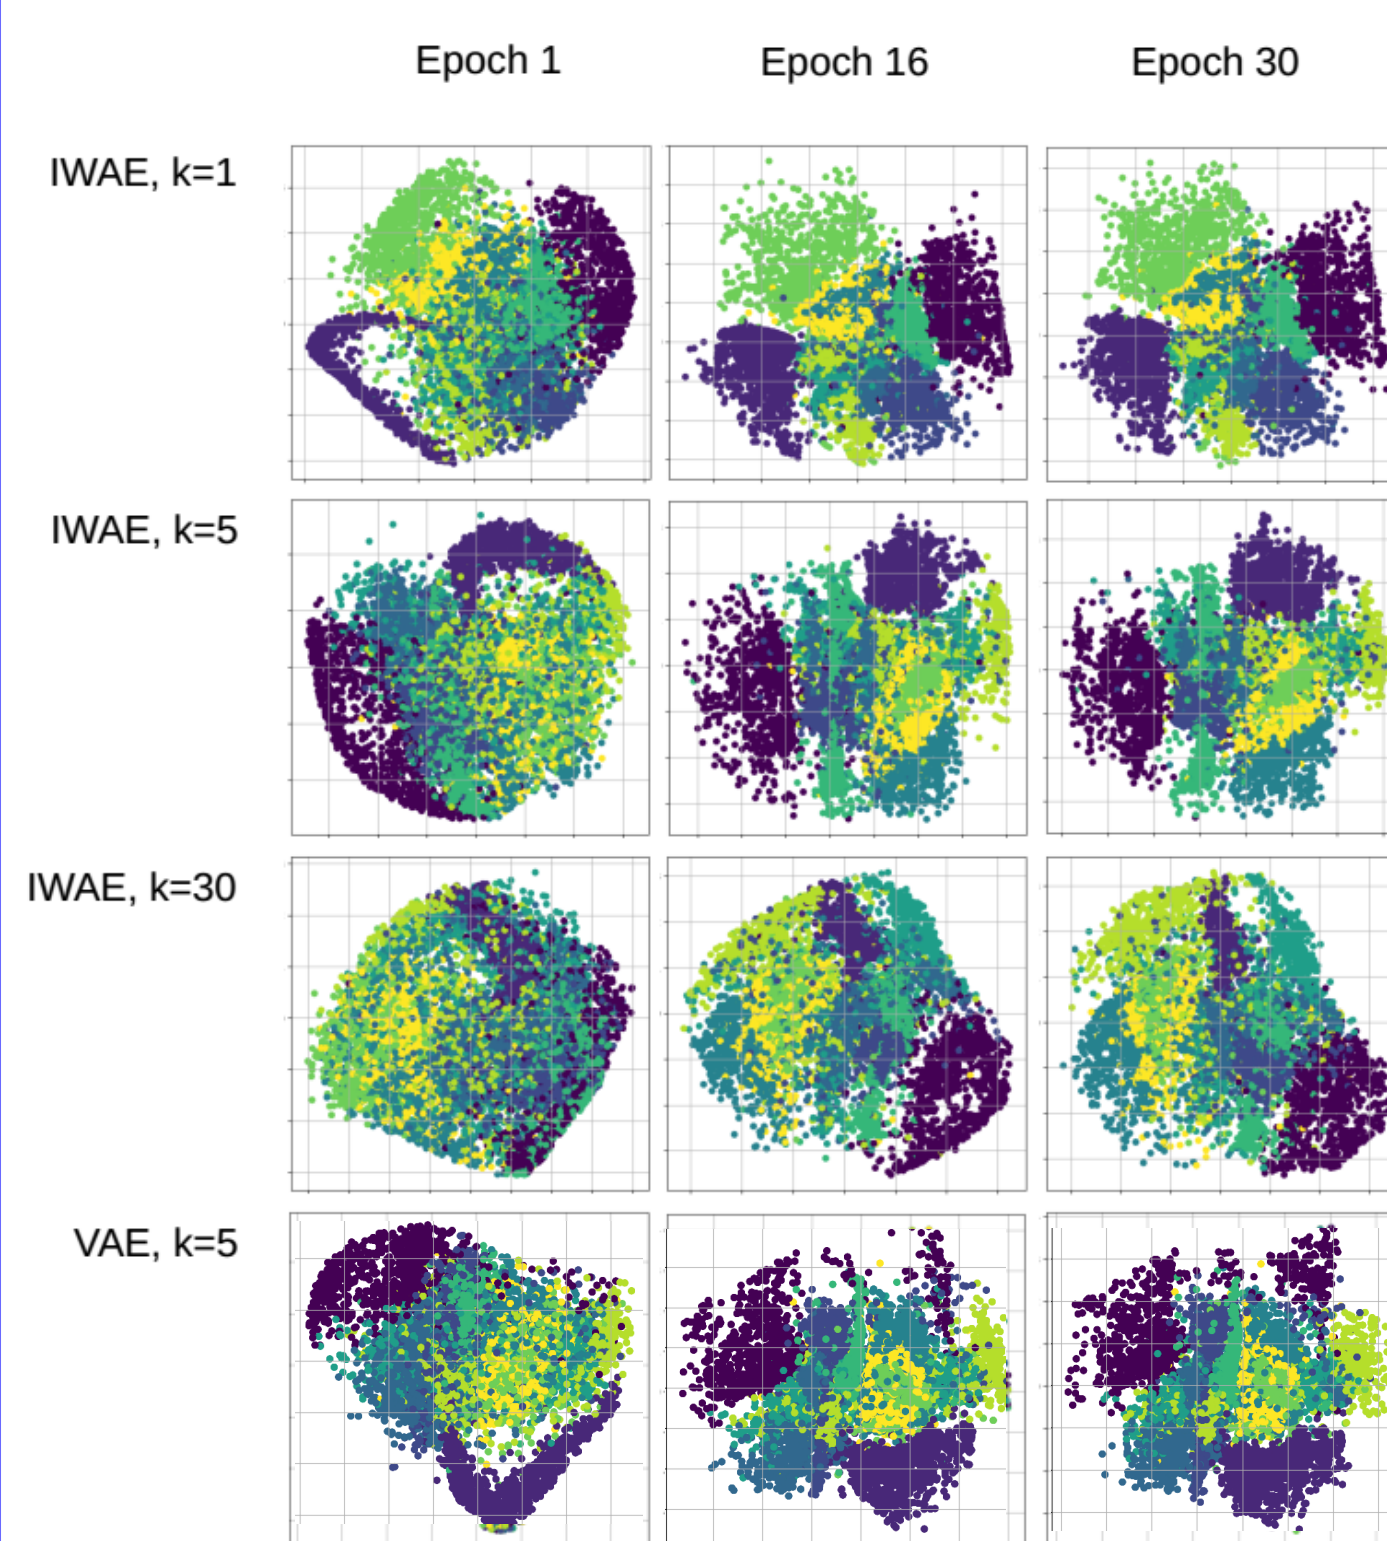 Epoch 1 Epoch 16 Epoch 30
IWAE, k=1
IWAE, k=5
IWAE, k=30
VAE, k=5